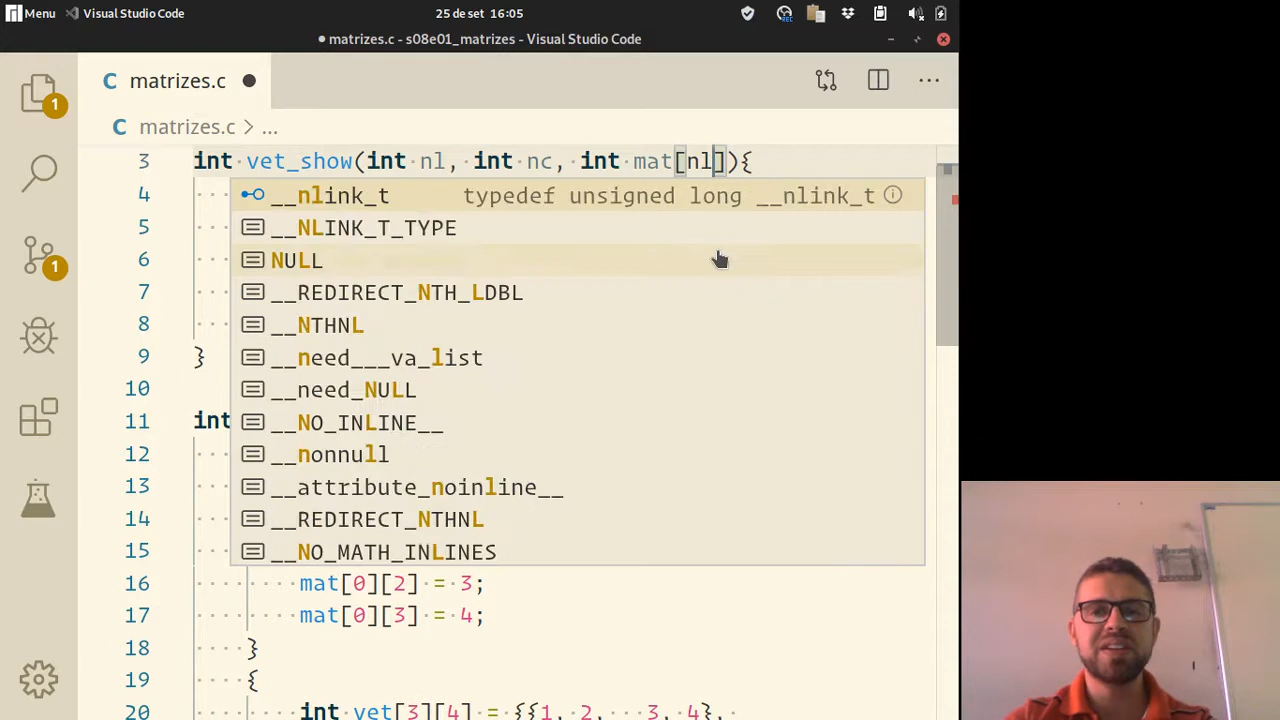 Menu Visual Studio Code 25 de set 16:05
REC
● matrizes.c - s08e01_matrizes - Visual Studio Code
1
C matrizes.c ●
C matrizes.c > ...
3 int vet_show(int nl, int nc, int mat[nl]){
4 __nlink_t typedef unsigned long __nlink_t
5 __NLINK_T_TYPE
6 NULL
1
7 __REDIRECT_NTH_LDBL
8 __NTHNL
9 } __need___va_list
10 __need_NULL
11 int __NO_INLINE__
12 __nonnull
13 __attribute_noinline__
14 __REDIRECT_NTHNL
15 __NO_MATH_INLINES
16 mat[0][2] = 3;
17 mat[0][3] = 4;
18 }
19 {
20 int vet[3][4] = {{1, 2, 3, 4},